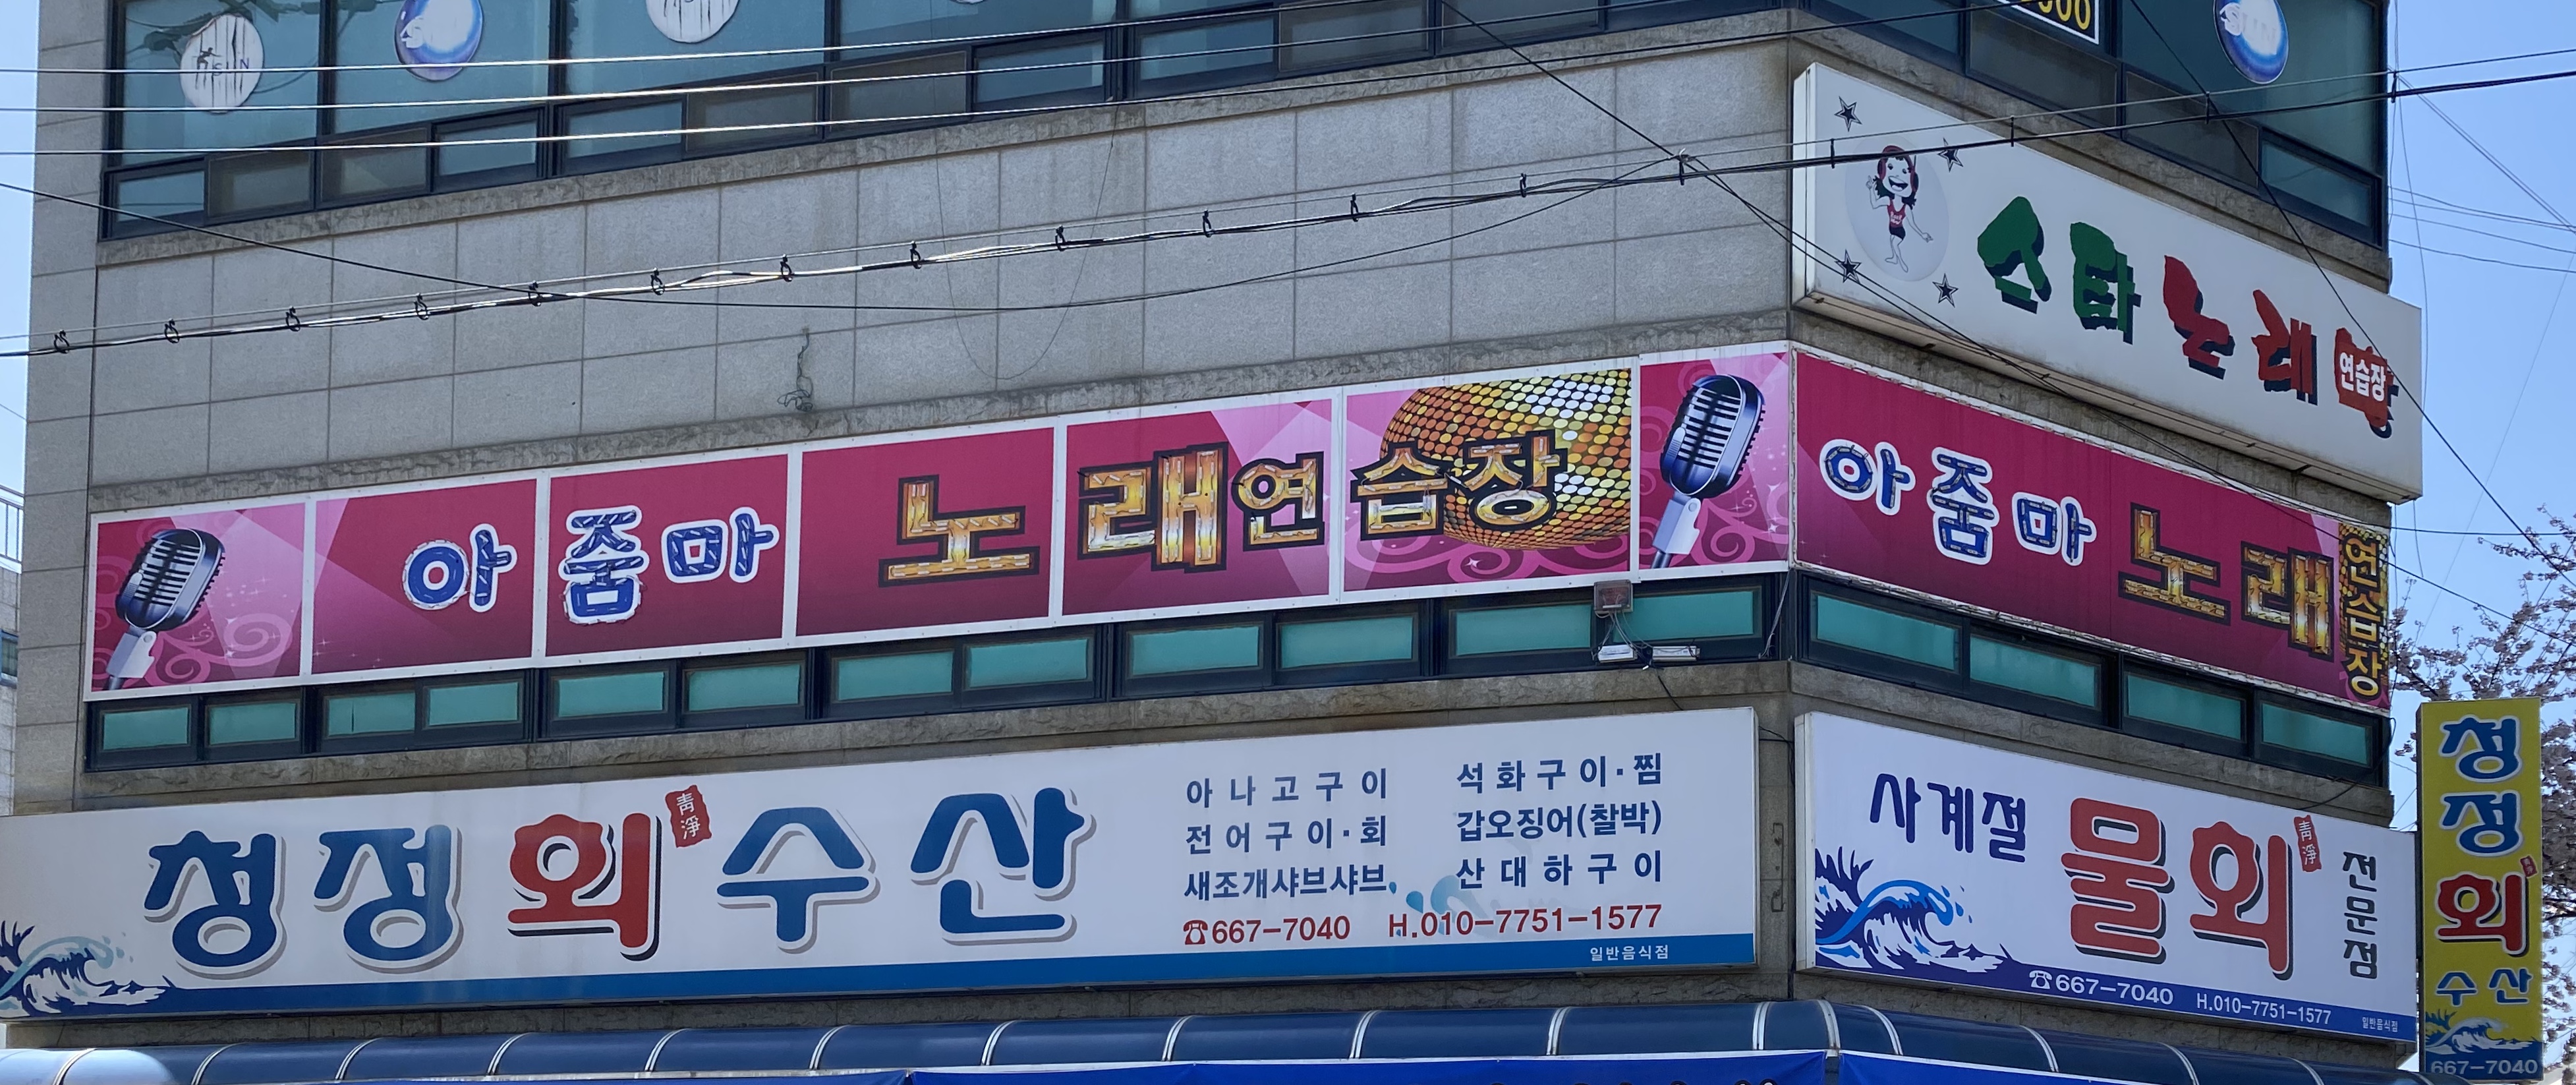 스타노래연습장
아줌마 노래연습장
아줌마 노래연습장
청정회수산
靑淨
아나고구이
전어구이·회
새조개샤브샤브
석화구이·찜
갑오징어(찰박)
산대하구이
☎667-7040 H.010-7751-1577
일반음식점
사계절 물회 전문점
靑淨
☎667-7040 H.010-7751-1577
일반음식점
청정회수산
667-7040